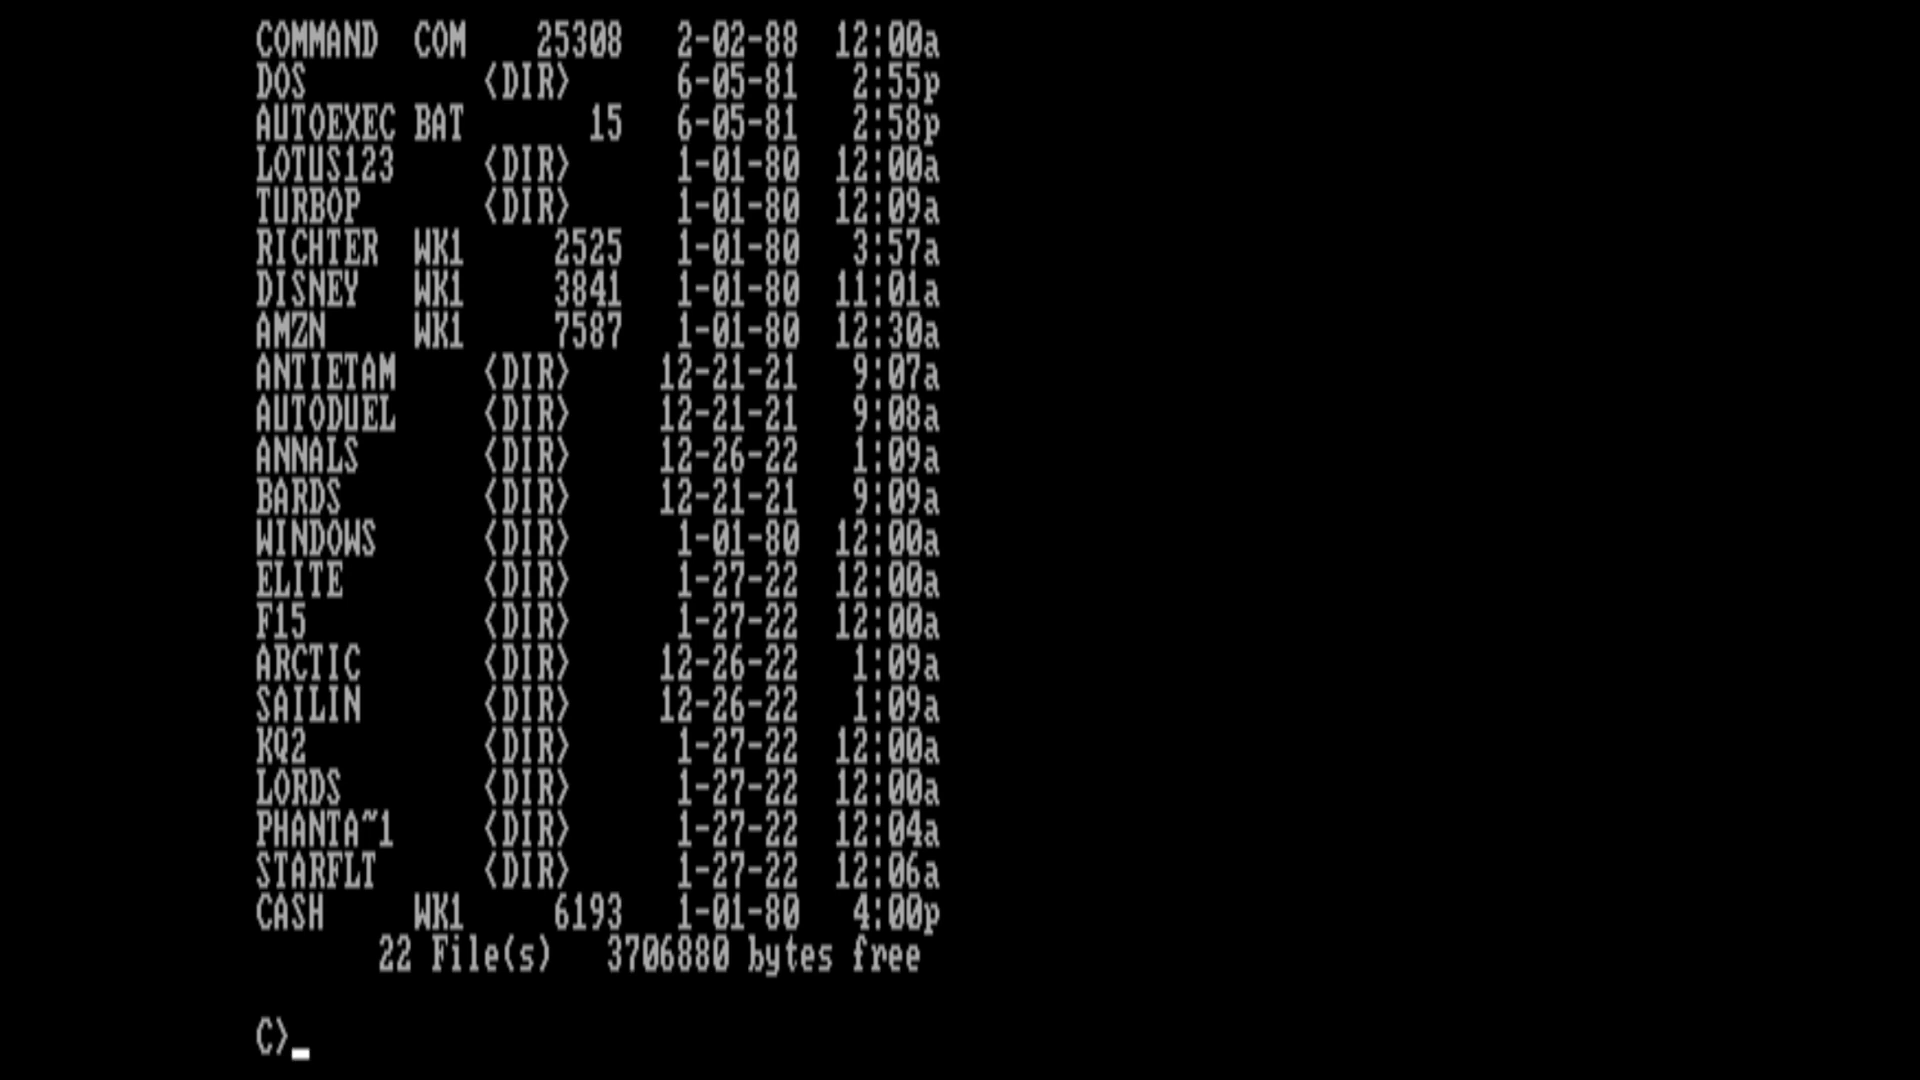 COMMAND  COM    25308   2-02-88  12:00a
DOS          <DIR>      6-05-81   2:55p
AUTOEXEC BAT       15   6-05-81   2:58p
LOTUS123     <DIR>      1-01-80  12:00a
TURBOP       <DIR>      1-01-80  12:09a
RICHTER  WK1     2525   1-01-80   3:57a
DISNEY   WK1     3841   1-01-80  11:01a
AMZN     WK1     7587   1-01-80  12:30a
ANTIETAM     <DIR>     12-21-21   9:07a
AUTODUEL     <DIR>     12-21-21   9:08a
ANNALS       <DIR>     12-26-22   1:09a
BARDS        <DIR>     12-21-21   9:09a
WINDOWS      <DIR>      1-01-80  12:00a
ELITE        <DIR>      1-27-22  12:00a
F15          <DIR>      1-27-22  12:00a
ARCTIC       <DIR>     12-26-22   1:09a
SAILIN       <DIR>     12-26-22   1:09a
KQ2          <DIR>      1-27-22  12:00a
LORDS        <DIR>      1-27-22  12:00a
PHANTA~1     <DIR>      1-27-22  12:04a
STARFLT      <DIR>      1-27-22  12:06a
CASH     WK1     6193   1-01-80   4:00p
22 File(s)   3706880 bytes free
C>_